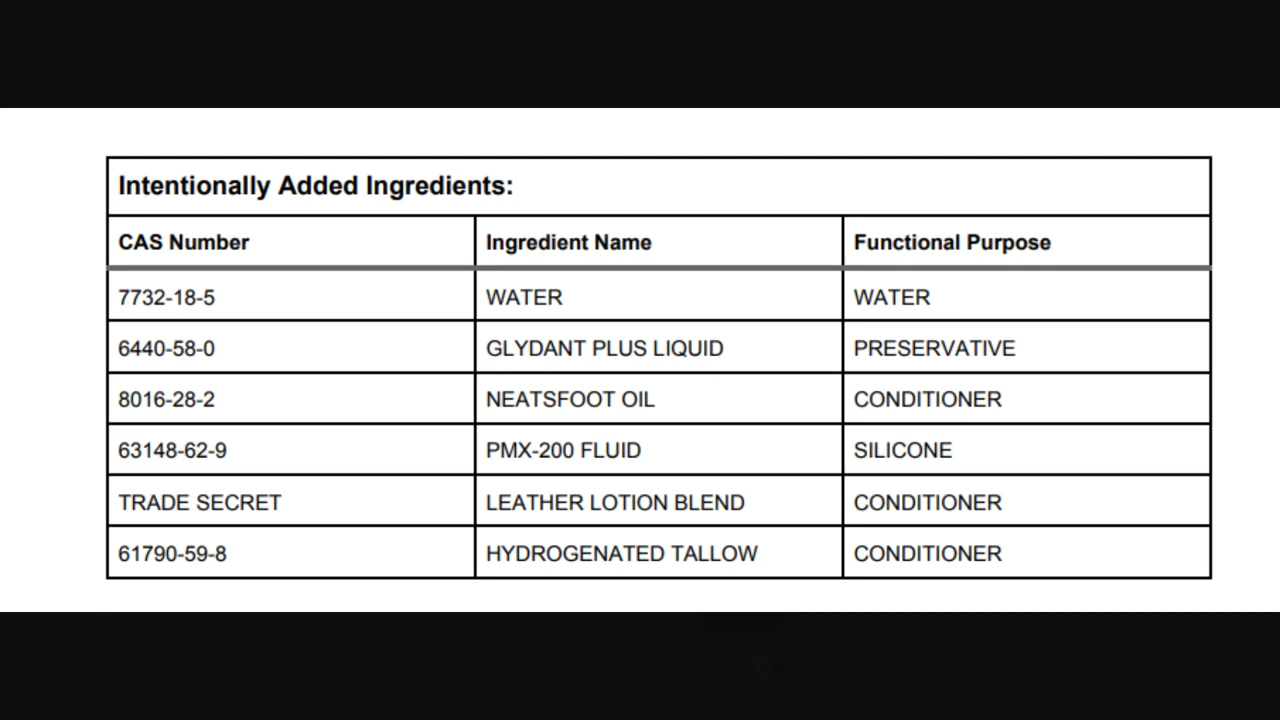 Intentionally Added Ingredients:
CAS Number Ingredient Name Functional Purpose
7732-18-5 WATER WATER
6440-58-0 GLYDANT PLUS LIQUID PRESERVATIVE
8016-28-2 NEATSFOOT OIL CONDITIONER
63148-62-9 PMX-200 FLUID SILICONE
TRADE SECRET LEATHER LOTION BLEND CONDITIONER
61790-59-8 HYDROGENATED TALLOW CONDITIONER